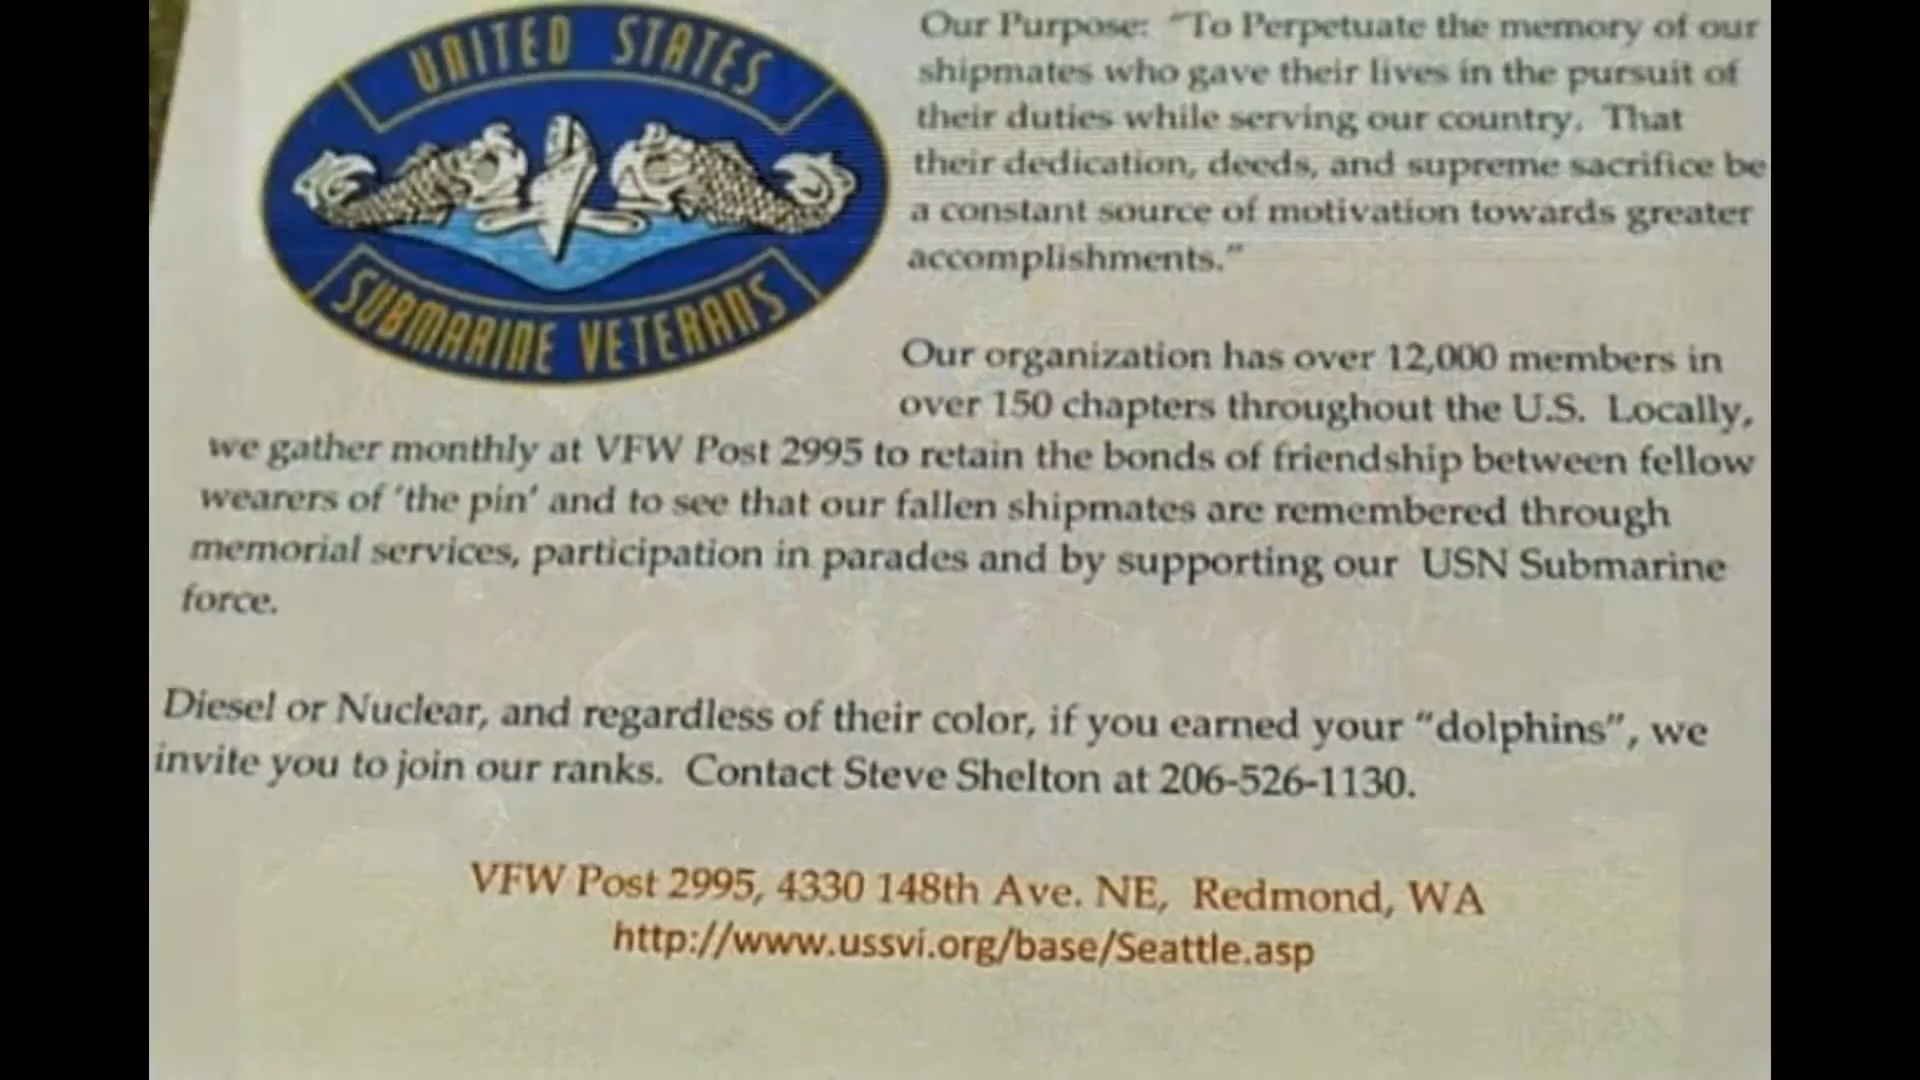 UNITED STATES
SUBMARINE VETERANS
Our Purpose: "To Perpetuate the memory of our
shipmates who gave their lives in the pursuit of
their duties while serving our country. That
their dedication, deeds, and supreme sacrifice be
a constant source of motivation towards greater
accomplishments."
Our organization has over 12,000 members in
over 150 chapters throughout the U.S. Locally,
we gather monthly at VFW Post 2995 to retain the bonds of friendship between fellow
wearers of 'the pin' and to see that our fallen shipmates are remembered through
memorial services, participation in parades and by supporting our USN Submarine
force.
Diesel or Nuclear, and regardless of their color, if you earned your "dolphins", we
invite you to join our ranks. Contact Steve Shelton at 206-526-1130.
VFW Post 2995, 4330 148th Ave. NE, Redmond, WA
http://www.ussvi.org/base/Seattle.asp